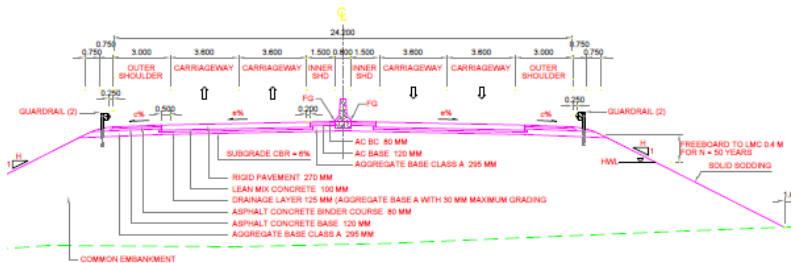 ℄
24.200
0.750 0.750
0.750 3.000 3.600 3.600 1.500 0.600 1.500 3.600 3.600 3.000 0.750
OUTER
SHOULDER
CARRIAGEWAY
CARRIAGEWAY
INNER
SHD
INNER
SHD
CARRIAGEWAY
CARRIAGEWAY
OUTER
SHOULDER
0.250 0.250
GUARDRAIL (2)
c%
0.500
e%
0.200
FG
FG
e%
c%
GUARDRAIL (2)
H
1
AC BC 80 MM
AC BASE 120 MM
AGGREGATE BASE CLASS A 295 MM
SUBGRADE CBR = 6%
RIGID PAVEMENT 270 MM
LEAN MIX CONCRETE 100 MM
DRAINAGE LAYER 125 MM (AGGREGATE BASE A WITH 30 MM MAXIMUM GRADING
ASPHALT CONCRETE BINDER COURSE 80 MM
ASPHALT CONCRETE BASE 120 MM
AGGREGATE BASE CLASS A 295 MM
COMMON EMBANKMENT
H
1
HWL
FREEBOARD TO LMC 0.4 M
FOR N = 50 YEARS
SOLID SODDING